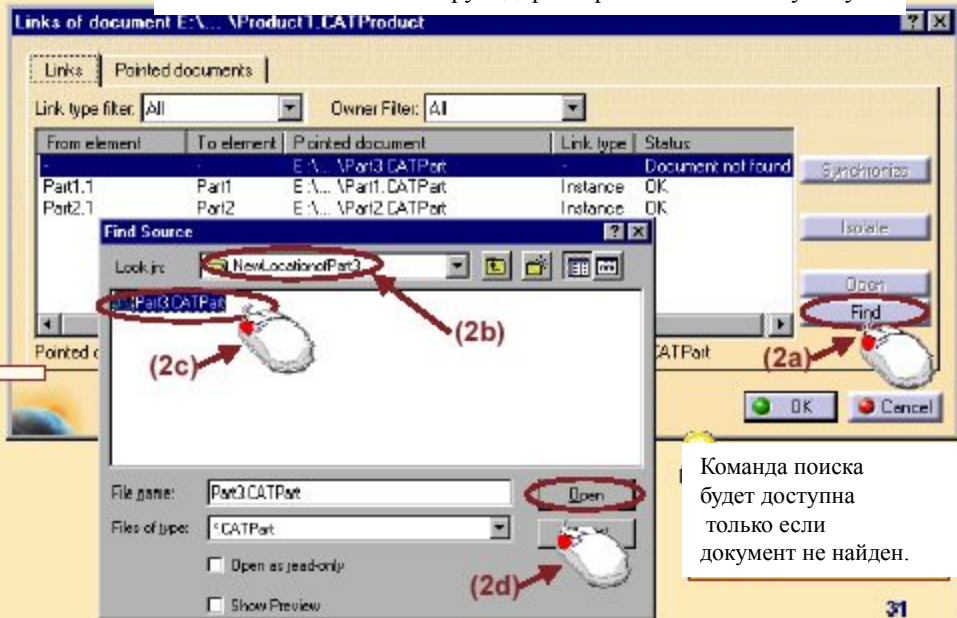 Links of document E:\... \Product1.CATProduct
Links Pointed documents
Link type filter: All Owner Filter: All
From element To element Pointed document Link type Status
- - E:\... \Part3.CATPart - Document not found
Part1.1 Part1 E:\... \Part1.CATPart Instance OK
Part2.1 Part2 E:\... \Part2.CATPart Instance OK
Synchronize
Isolate
Open
Find
Find Source
Look in: NewLocationofPart3
Part3.CATPart
(2b)
(2c)
(2a)
Pointed
CATPart
OK Cancel
File name: Part3.CATPart Open
Files of type: *.CATPart
Open as read-only
(2d)
Show Preview
Команда поиска
будет доступна
только если
документ не найден.
31